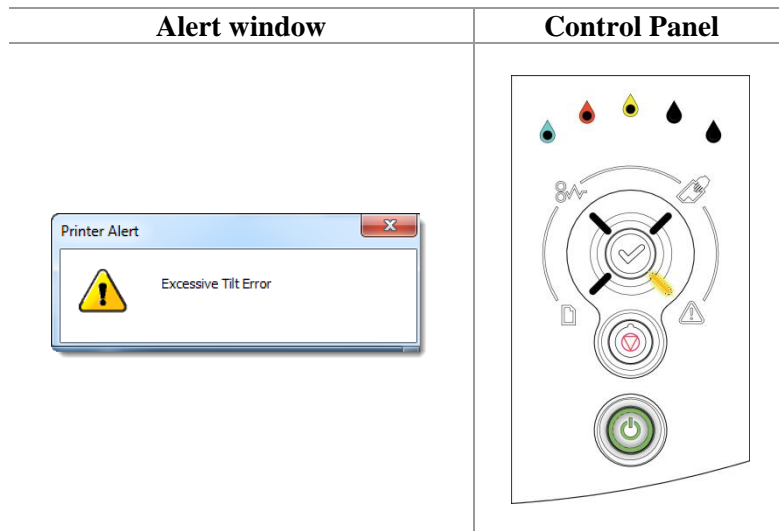 Alert window
Control Panel
Printer Alert
Excessive Tilt Error